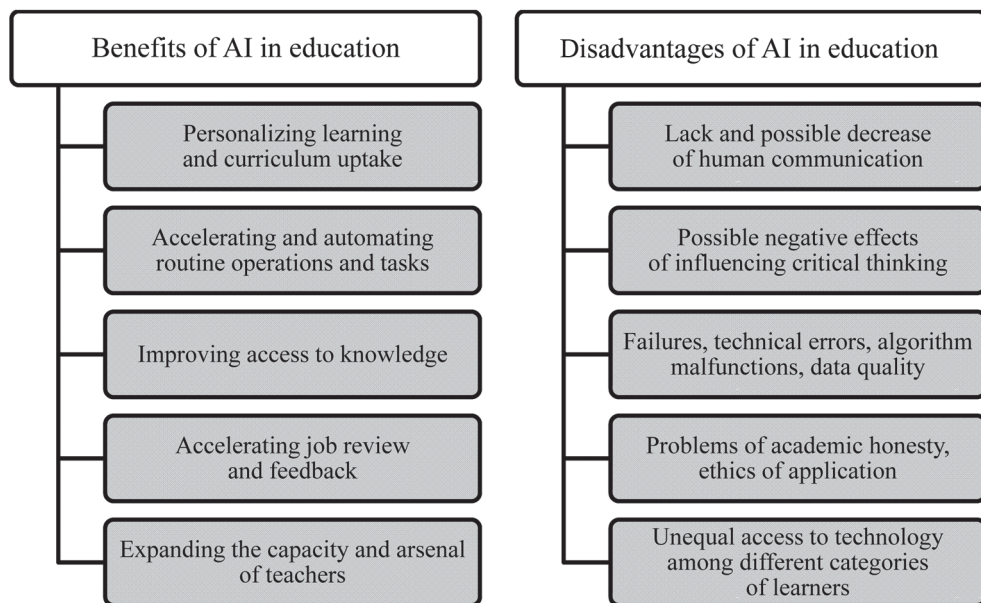 Benefits of AI in education
Personalizing learning
and curriculum uptake
Accelerating and automating
routine operations and tasks
Improving access to knowledge
Accelerating job review
and feedback
Expanding the capacity and arsenal
of teachers
Disadvantages of AI in education
Lack and possible decrease
of human communication
Possible negative effects
of influencing critical thinking
Failures, technical errors, algorithm
malfunctions, data quality
Problems of academic honesty,
ethics of application
Unequal access to technology
among different categories
of learners